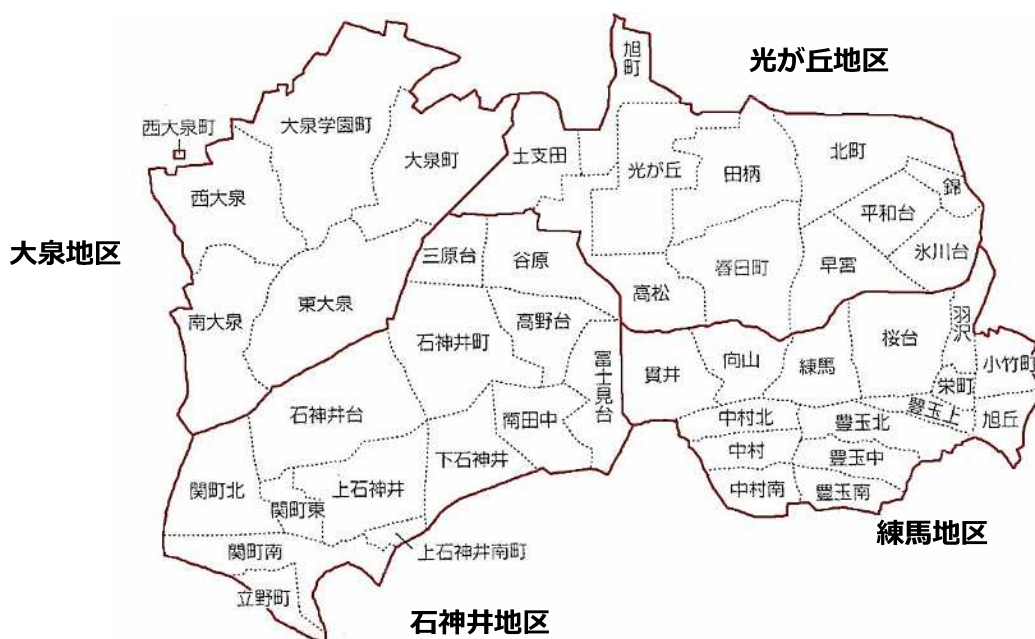 旭町
光が丘地区
西大泉町
大泉学園町
大泉町
土支田
光が丘
田柄
北町
錦
西大泉
平和台
氷川台
大泉地区
三原台
谷原
春日町
早宮
南大泉
東大泉
高松
高野台
石神井町
富士見台
貫井
向山
練馬
桜台
羽沢
小竹町
栄町
石神井台
南田中
中村北
豊玉北
豊玉上
旭丘
下石神井
中村
豊玉中
関町北
上石神井
中村南
豊玉南
関町東
練馬地区
関町南
上石神井南町
立野町
石神井地区